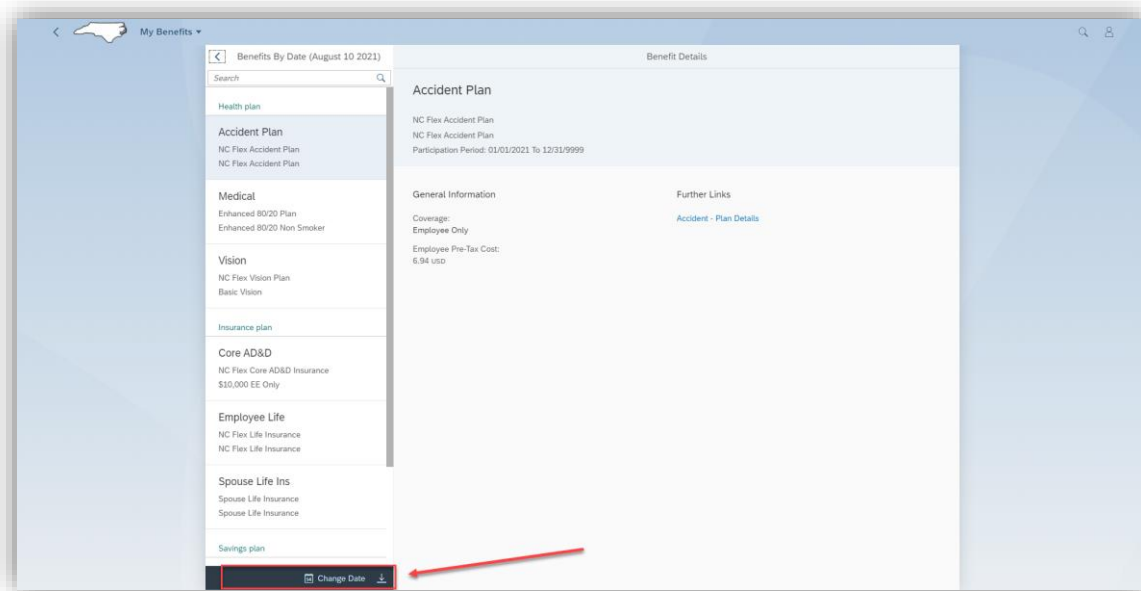 My Benefits
Benefits By Date (August 10 2021)
Benefit Details
Search
Health plan
Accident Plan
NC Flex Accident Plan
NC Flex Accident Plan
Medical
Enhanced 80/20 Plan
Enhanced 80/20 Non Smoker
Vision
NC Flex Vision Plan
Basic Vision
Insurance plan
Core AD&D
NC Flex Core AD&D Insurance
$10,000 EE Only
Employee Life
NC Flex Life Insurance
NC Flex Life Insurance
Spouse Life Ins
Spouse Life Insurance
Spouse Life Insurance
Savings plan
Change Date
Accident Plan
NC Flex Accident Plan
NC Flex Accident Plan
Participation Period: 01/01/2021 To 12/31/9999
General Information
Coverage:
Employee Only
Employee Pre-Tax Cost:
6.94 USD
Further Links
Accident - Plan Details